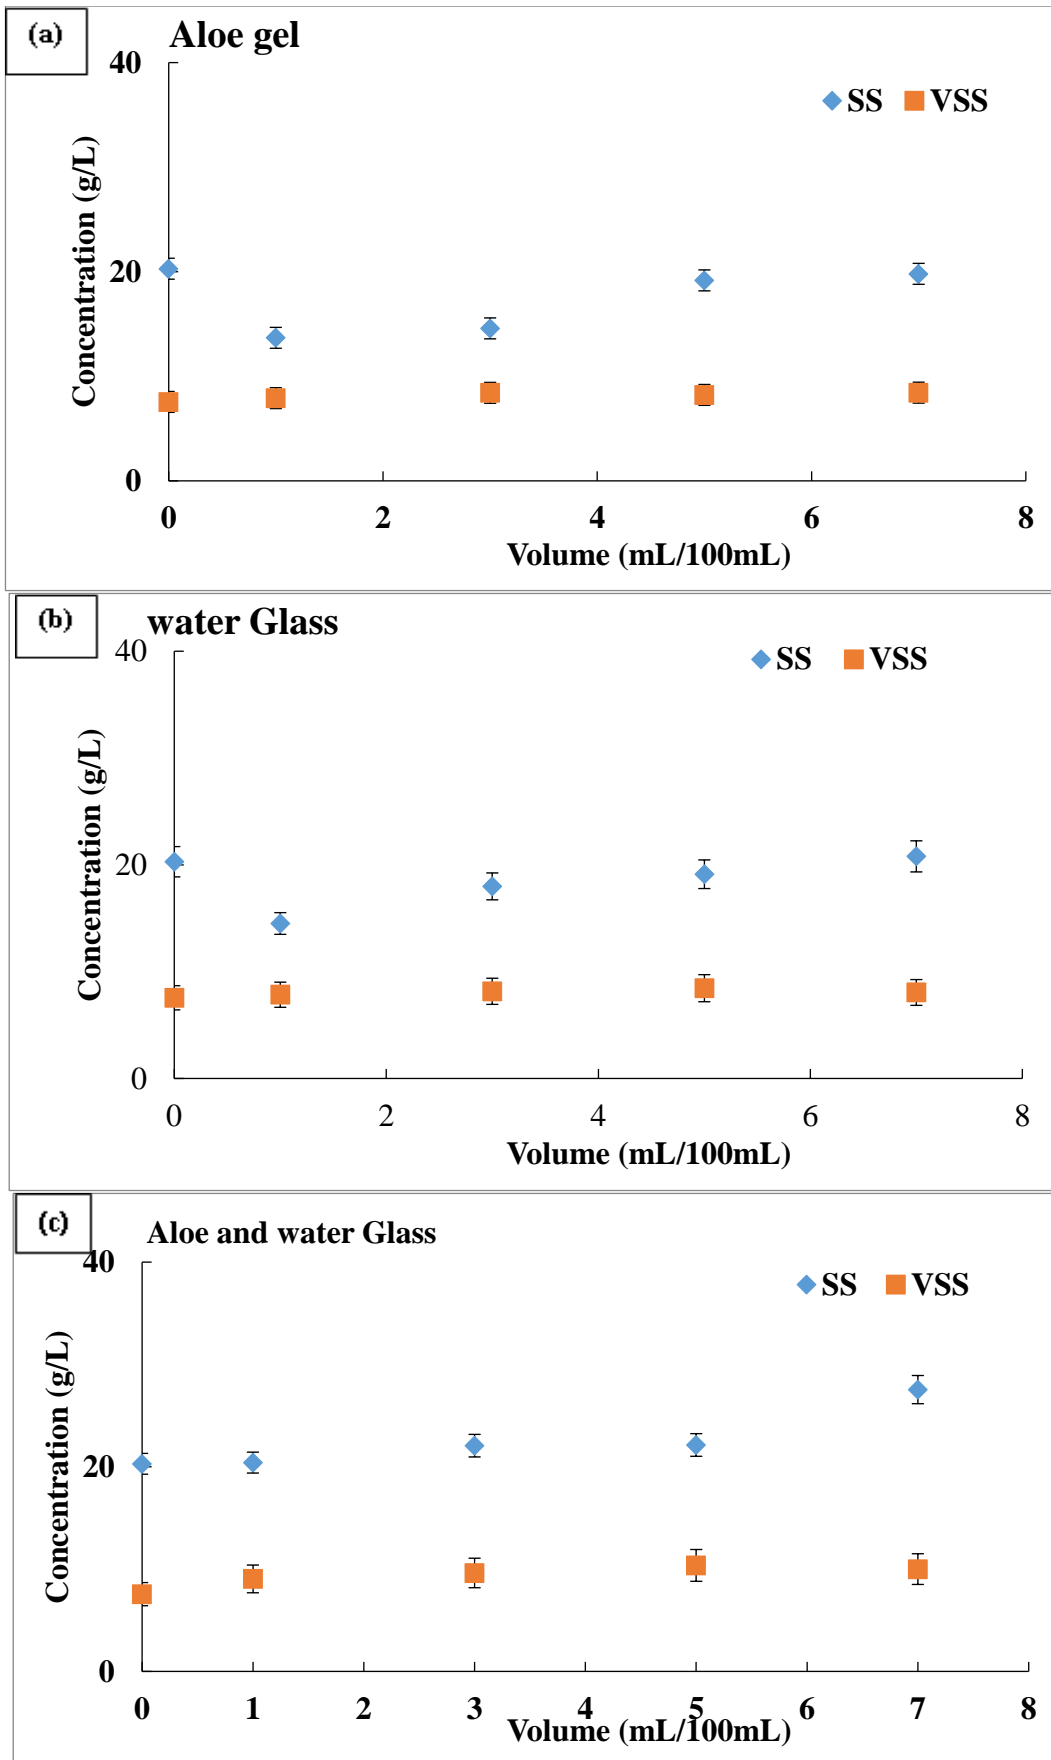 (a)
Aloe gel
40
SS VSS
Concentration (g/L)
20
0
0 2 4 6 8
Volume (mL/100mL)
(b)
water Glass
40
SS VSS
Concentration (g/L)
20
0
0 2 4 6 8
Volume (mL/100mL)
(c)
Aloe and water Glass
40
SS VSS
Concentration (g/L)
20
0
0 1 2 3 4 5 6 7 8
Volume (mL/100mL)